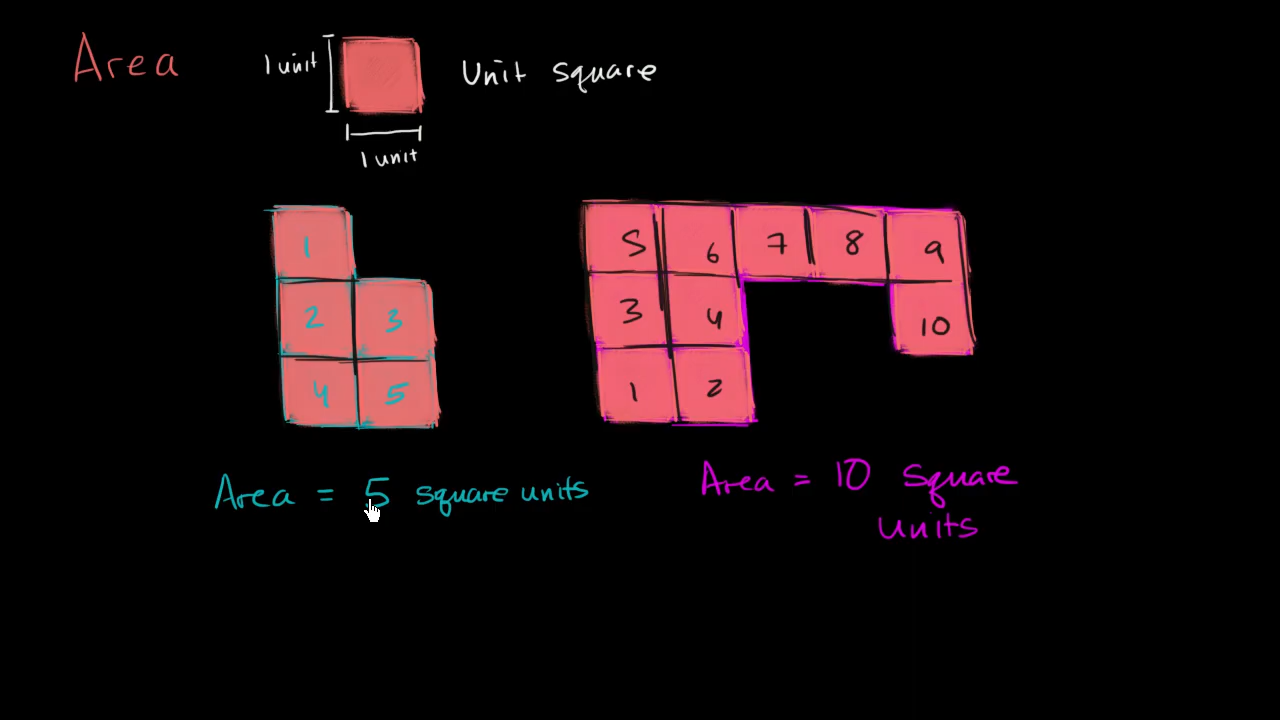 Area
1 unit
Unit square
1 unit
1
2 3
4 5
5 6 7 8 9
3 4 10
1 2
Area = 5 square units
Area = 10 square
units